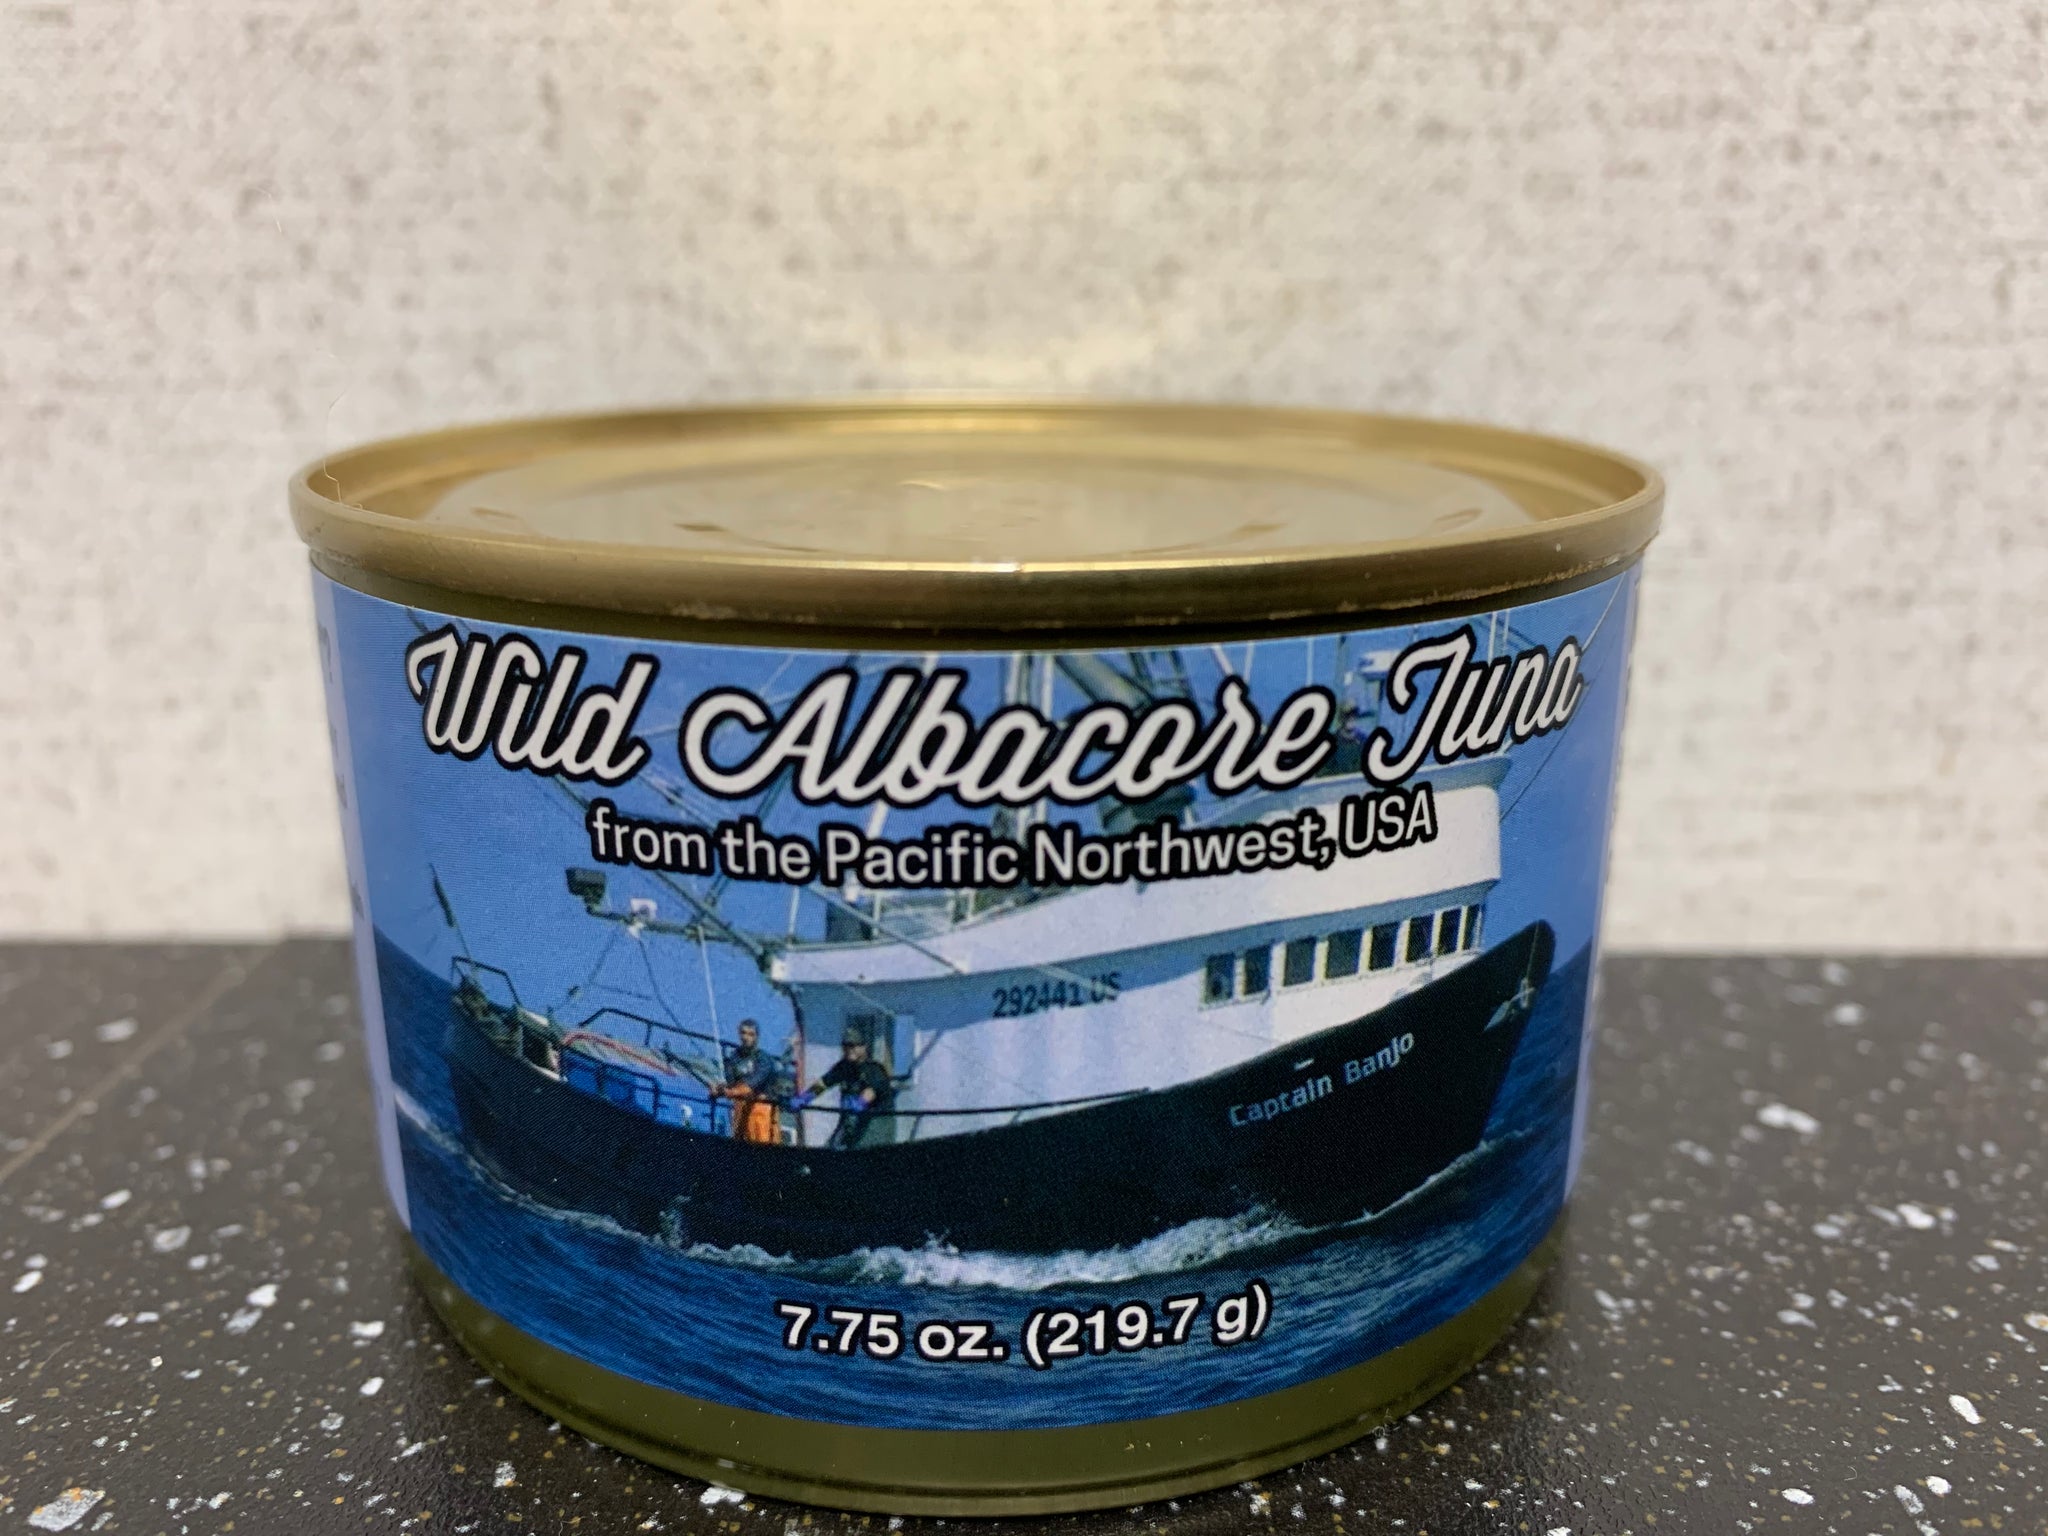 Wild Albacore Tuna
from the Pacific Northwest, USA
292441 US
Captain Banjo
7.75 oz. (219.7 g)